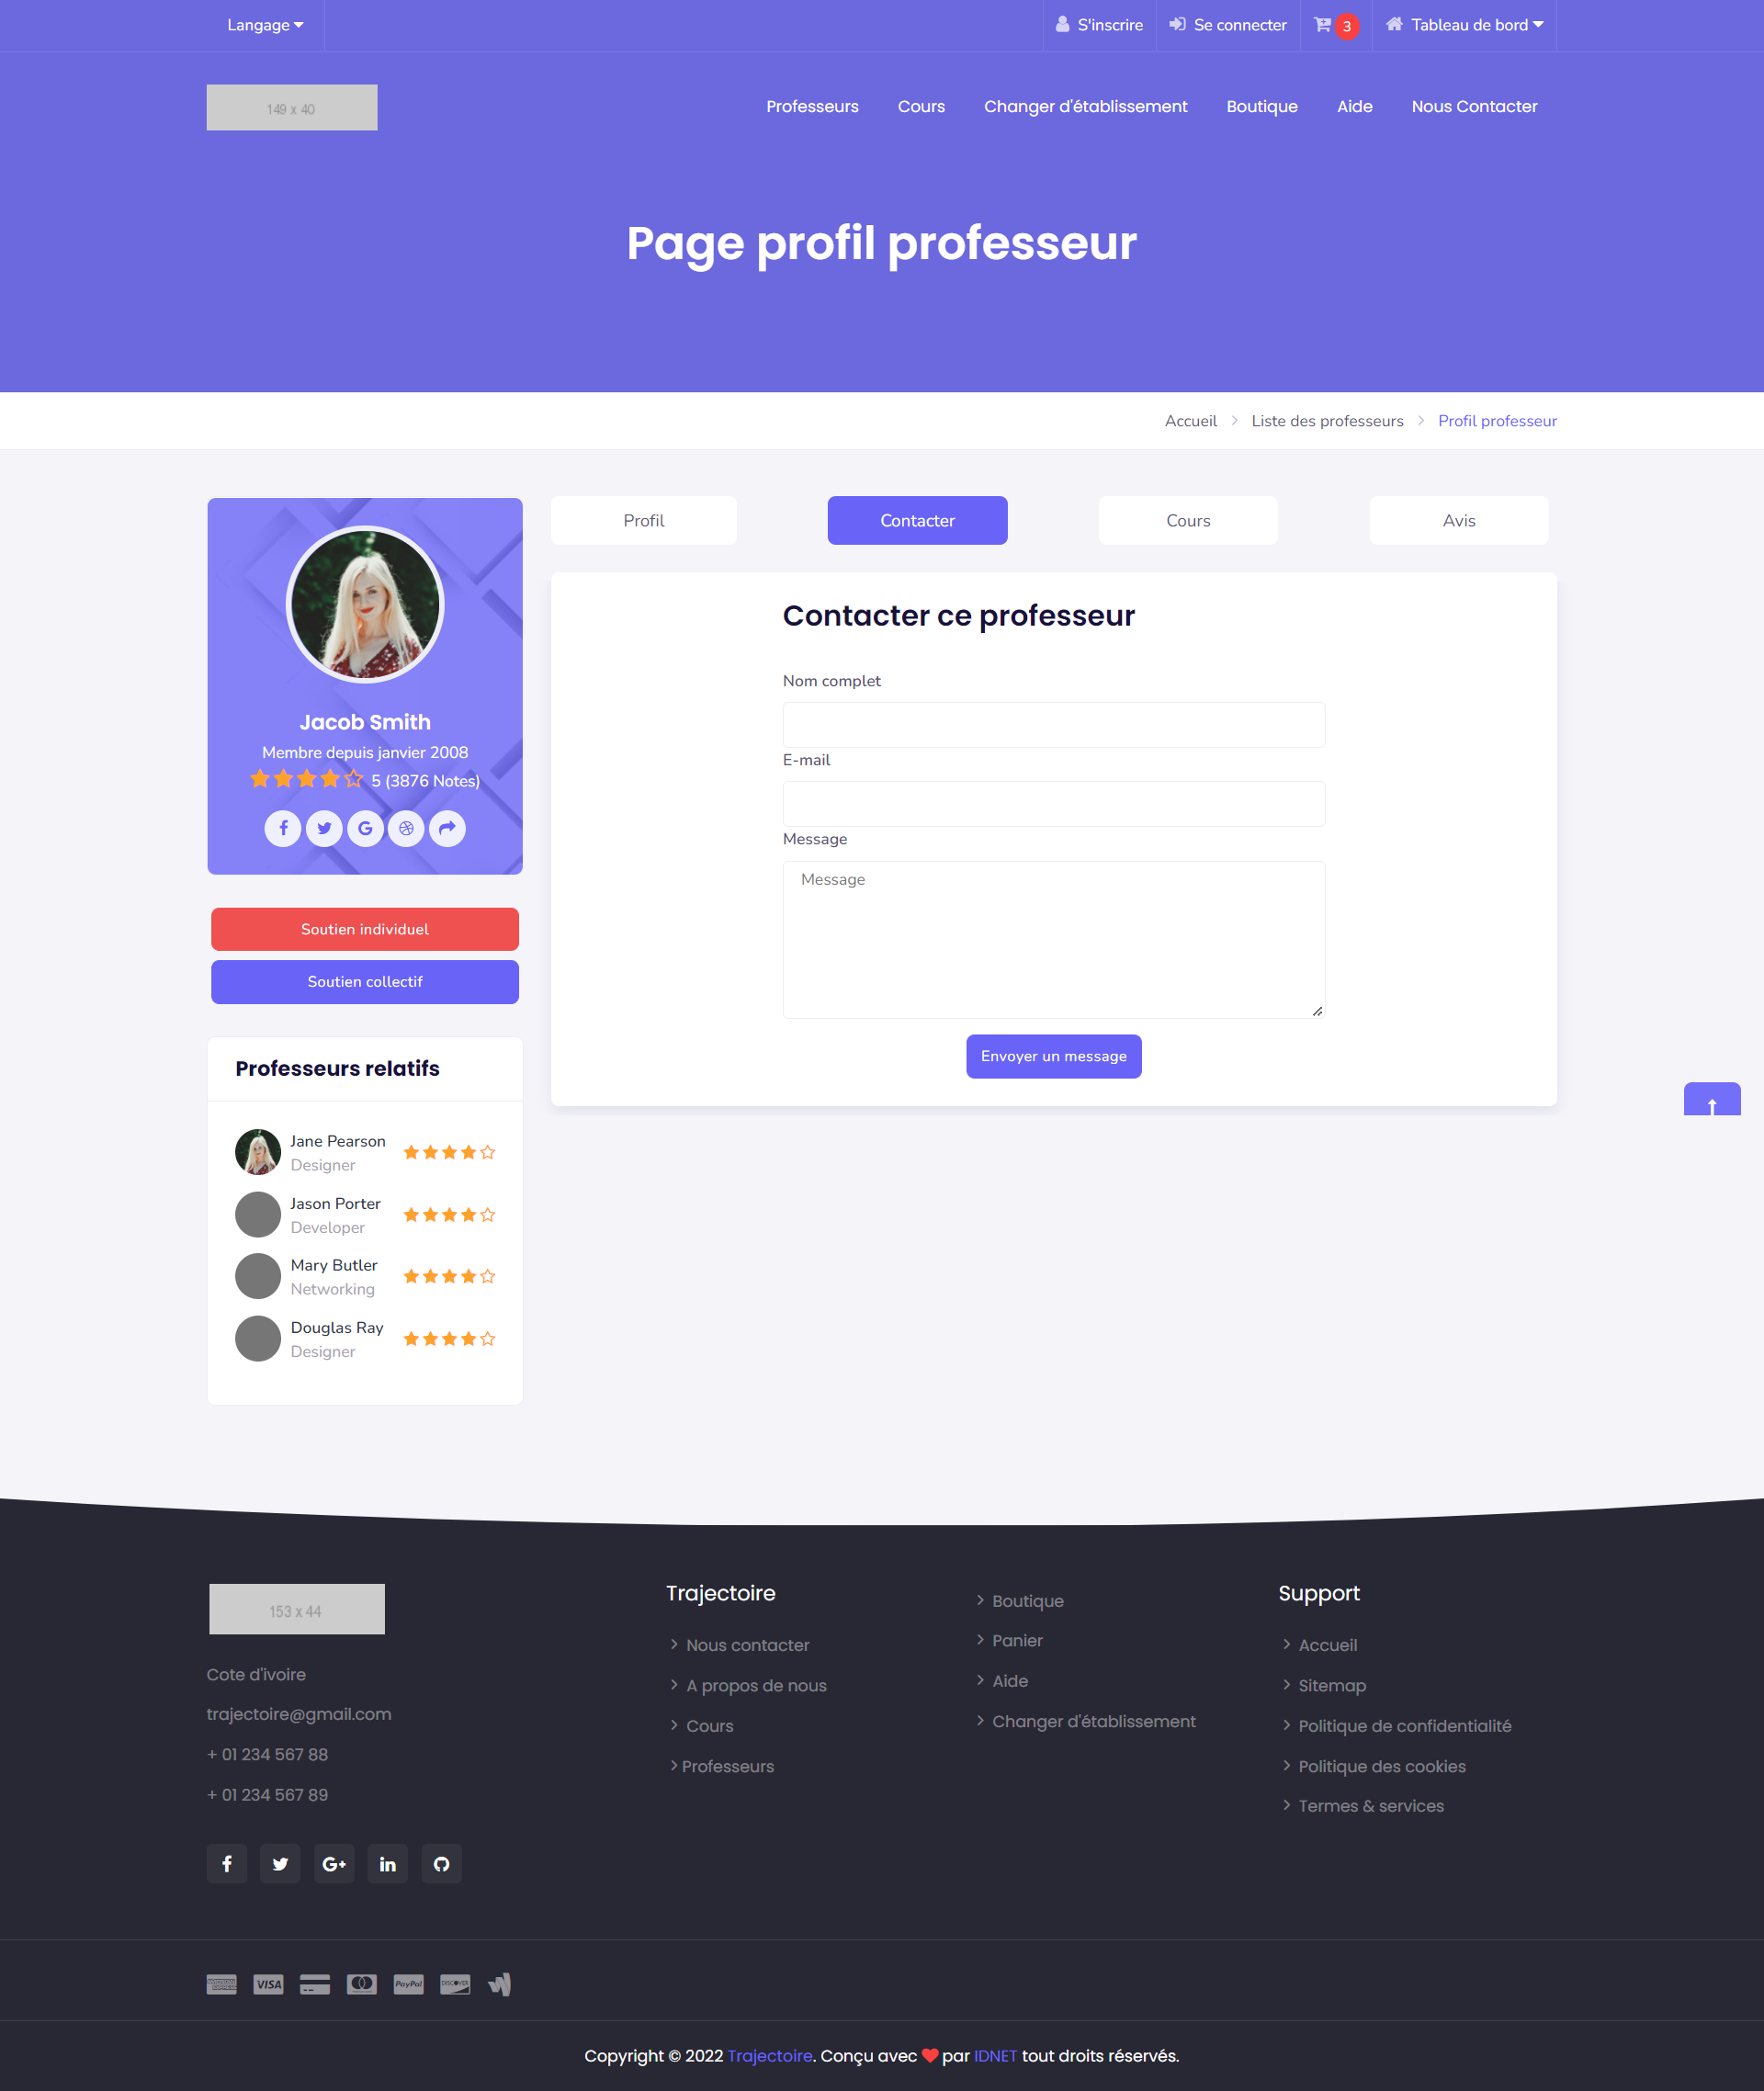 Langage
S'inscrire
Se connecter
3
Tableau de bord
149 x 40
Professeurs
Cours
Changer d'établissement
Boutique
Aide
Nous Contacter
Page profil professeur
Accueil
Liste des professeurs
Profil professeur
Jacob Smith
Membre depuis janvier 2008
5 (3876 Notes)
Soutien individuel
Soutien collectif
Professeurs relatifs
Jane Pearson
Designer
Jason Porter
Developer
Mary Butler
Networking
Douglas Ray
Designer
Profil
Contacter
Cours
Avis
Contacter ce professeur
Nom complet
E-mail
Message
Message
Envoyer un message
153 x 44
Cote d'ivoire
trajectoire@gmail.com
+ 01 234 567 88
+ 01 234 567 89
Trajectoire
Nous contacter
A propos de nous
Cours
Professeurs
Boutique
Panier
Aide
Changer d'établissement
Support
Accueil
Sitemap
Politique de confidentialité
Politique des cookies
Termes & services
VISA
PayPal
DISCOVER
Copyright © 2022 Trajectoire. Conçu avec ❤ par IDNET tout droits réservés.